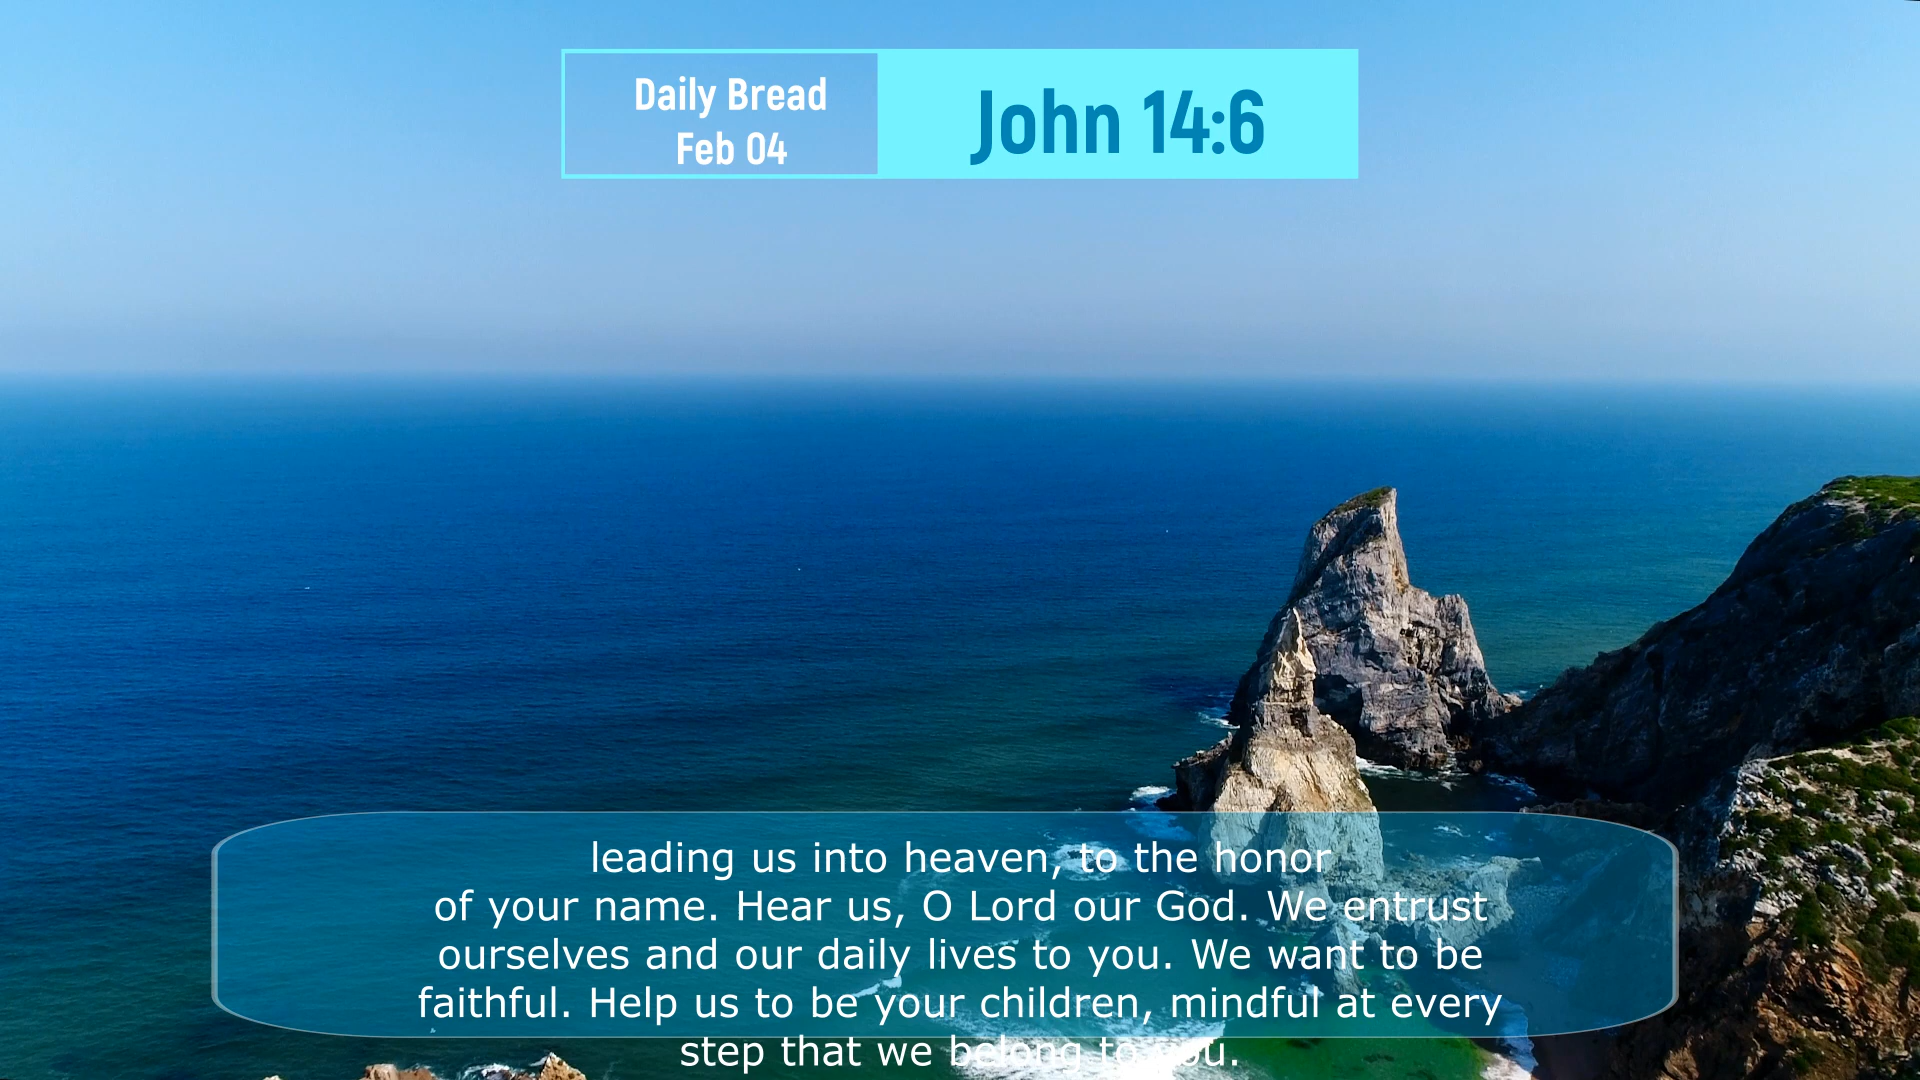 Daily Bread
Feb 04
John 14:6
leading us into heaven, to the honor
of your name. Hear us, O Lord our God. We entrust
ourselves and our daily lives to you. We want to be
faithful. Help us to be your children, mindful at every
step that we belong to you.